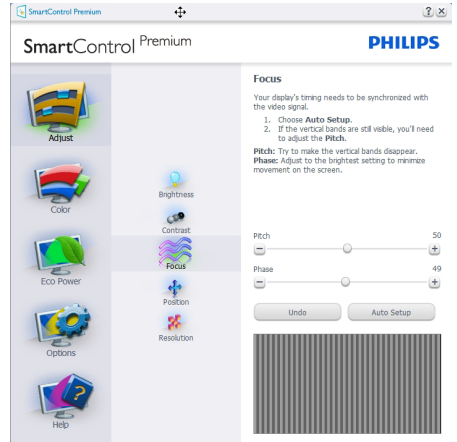 SmartControl Premium
SmartControl Premium
PHILIPS
Adjust
Color
Eco Power
Options
Help
Brightness
Contrast
Focus
Position
Resolution
Focus
Your display's timing needs to be synchronized with
the video signal.
1. Choose Auto Setup.
2. If the vertical bands are still visible, you'll need
to adjust the Pitch.
Pitch: Try to make the vertical bands disappear.
Phase: Adjust to the brightest setting to minimize
movement on the screen.
Pitch 50
Phase 49
Undo Auto Setup